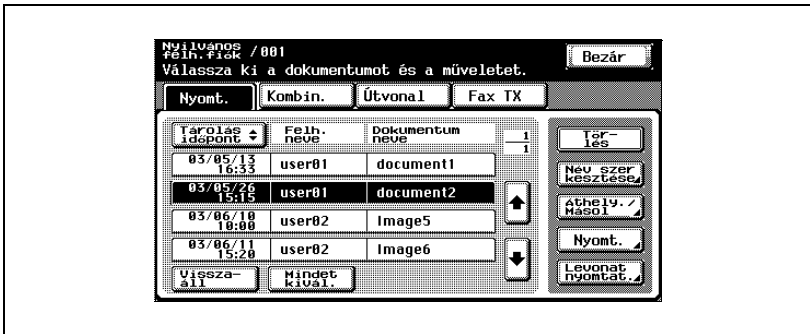 Nyilvános
félh.fiók /001
Válassza ki a dokumentumot és a műveletet.
Bezár
Nyomt. Kombin. Útvonal Fax TX
Tárolás
időpont
Felh.
neve
Dokumentum
neve
1
1
03/05/13
16:33
user01 document1
03/05/26
15:15
user01 document2
03/06/10
10:00
user02 Image5
03/06/11
15:20
user02 Image6
Vissza-
áll
Mindet
kivál.
Tör-
lés
Név szer
kesztése
Áthely./
Másol
Nyomt.
Levonat
nyomtat.